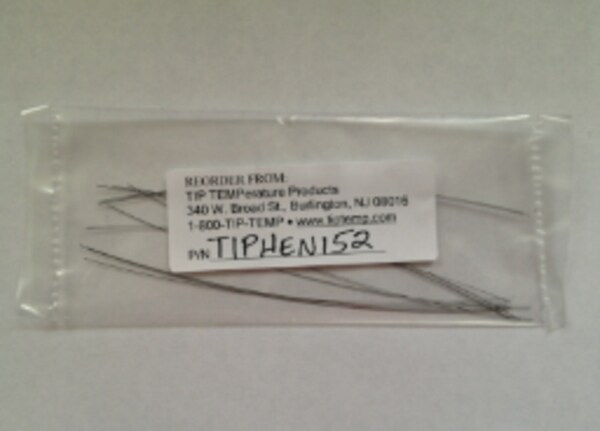 REORDER FROM:
TIP TEMPerature Products
340 W. Broad St., Burlington, NJ 08016
1-800-TIP-TEMP • www.tiptemp.com
P/N TIPHEN152